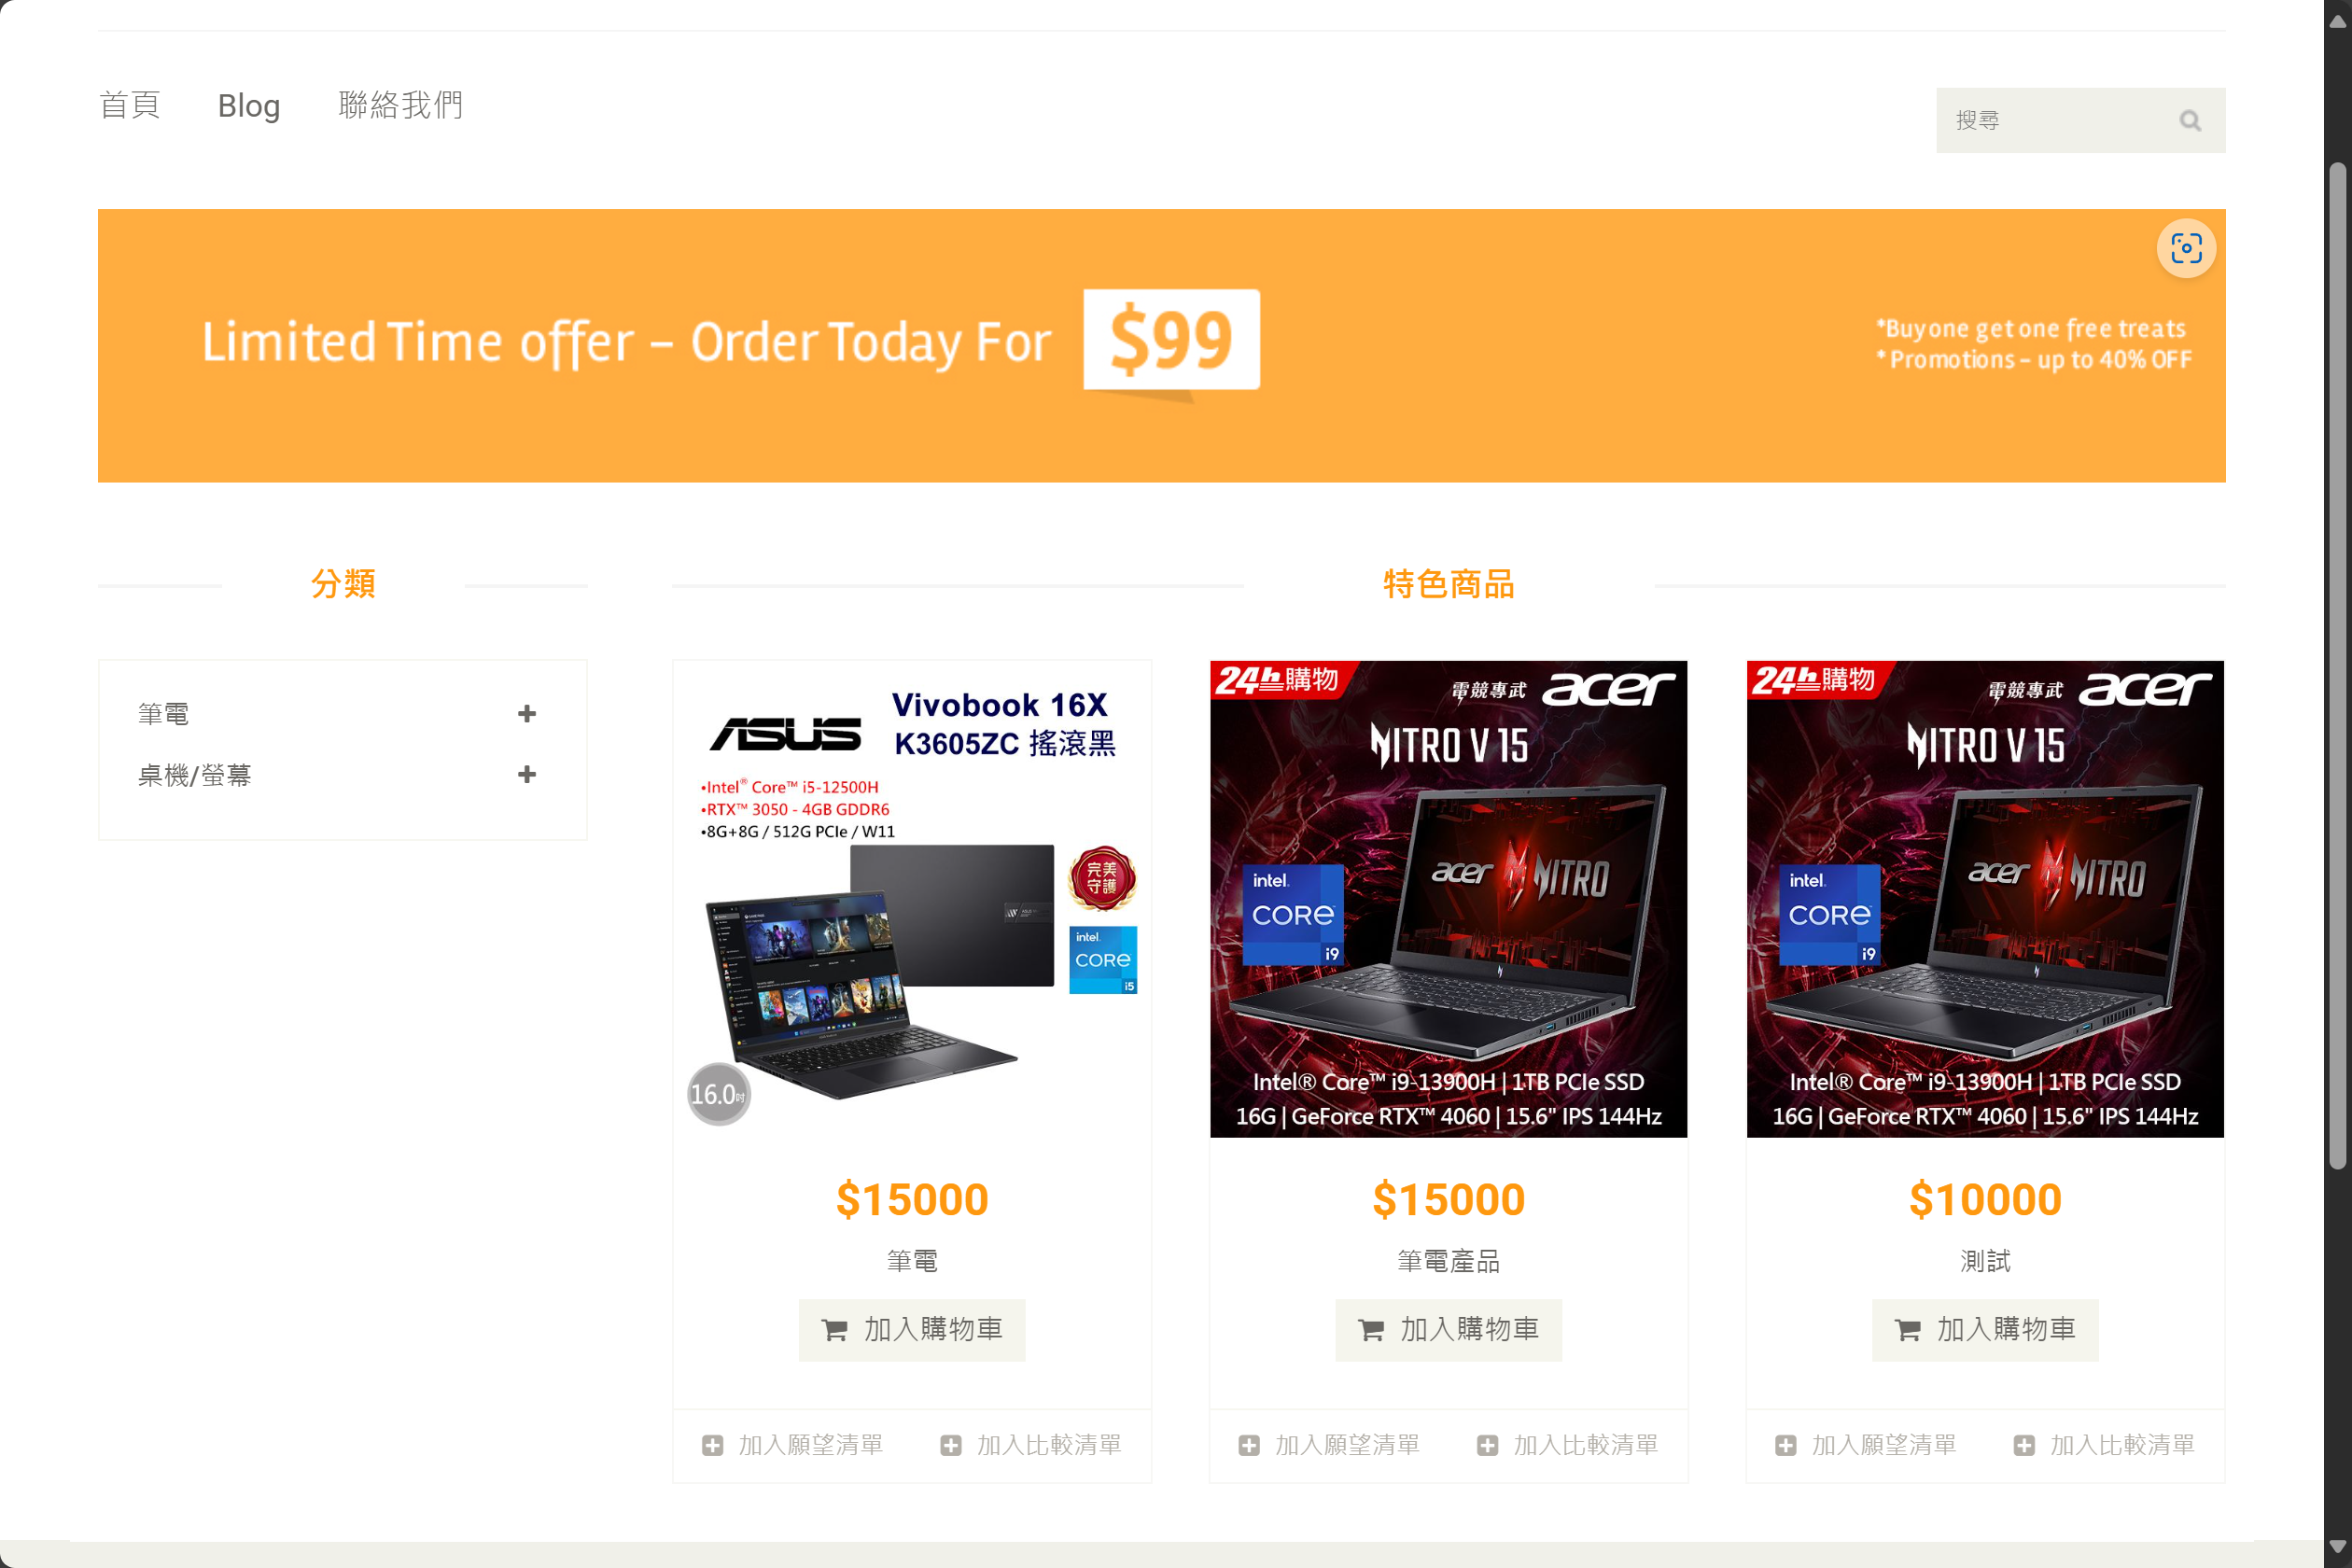 首頁
Blog
聯絡我們
搜尋
Limited Time offer – Order Today For $99
*Buy one get one free treats
* Promotions – up to 40% OFF
分類
筆電
桌機/螢幕
特色商品
ASUS
Vivobook 16X
K3605ZC 搖滾黑
•Intel® Core™ i5-12500H
•RTX™ 3050 - 4GB GDDR6
•8G+8G / 512G PCIe / W11
完美
守護
intel.
CORE
i5
16.0吋
$15000
筆電
加入購物車
加入願望清單
加入比較清單
24h購物
電競專武 acer
NITRO V 15
acer NITRO
intel.
CORE
i9
Intel® Core™ i9-13900H | 1TB PCIe SSD
16G | GeForce RTX™ 4060 | 15.6" IPS 144Hz
$15000
筆電產品
加入購物車
加入願望清單
加入比較清單
24h購物
電競專武 acer
NITRO V 15
acer NITRO
intel.
CORE
i9
Intel® Core™ i9-13900H | 1TB PCIe SSD
16G | GeForce RTX™ 4060 | 15.6" IPS 144Hz
$10000
測試
加入購物車
加入願望清單
加入比較清單